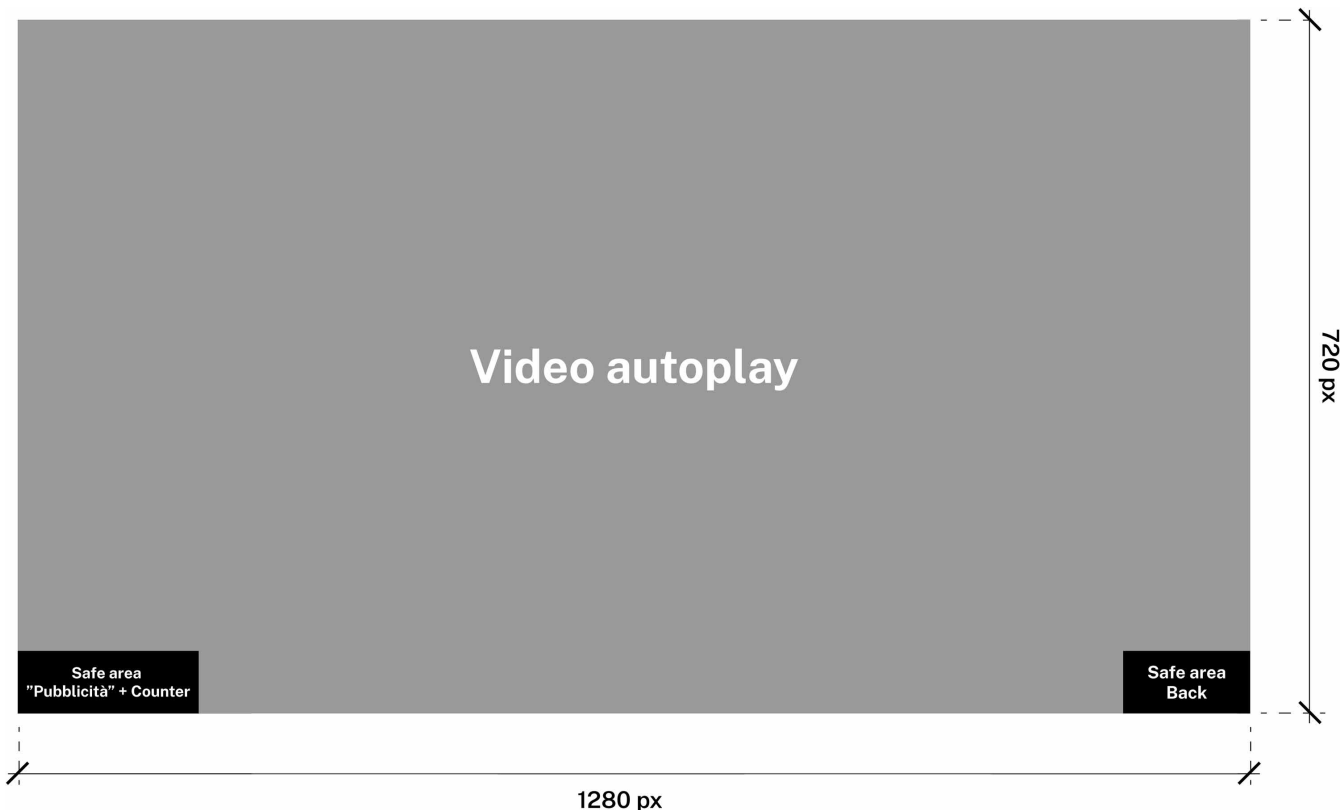 Video autoplay
720 px
Safe area
”Pubblicità” + Counter
Safe area
Back
1280 px